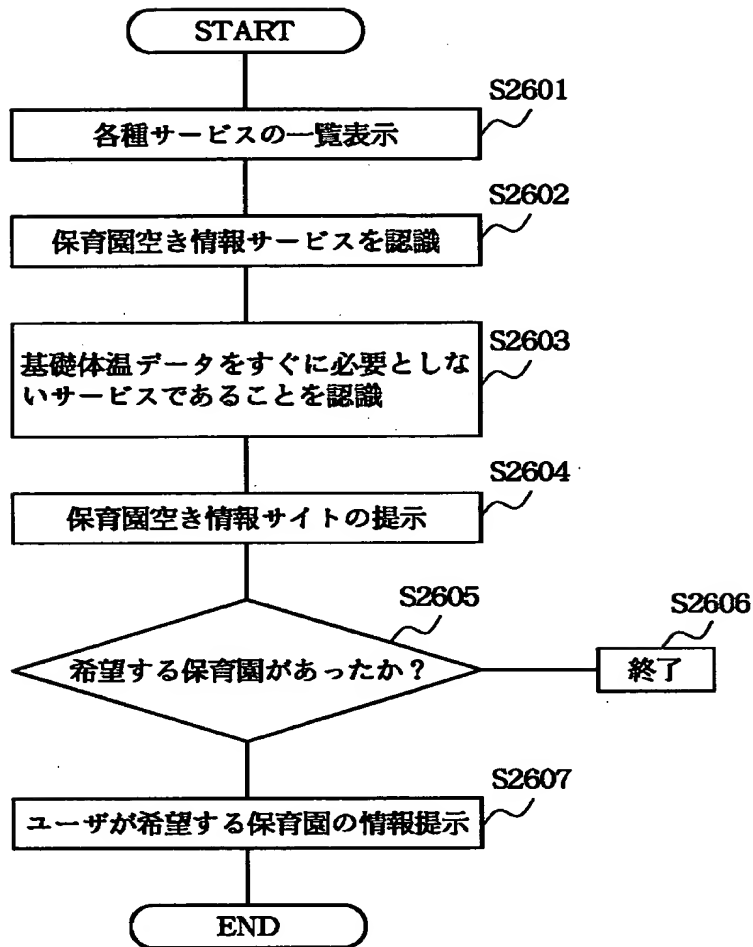 START
S2601
各種サービスの一覧表示
S2602
保育園空き情報サービスを認識
S2603
基礎体温データをすぐに必要としな
いサービスであることを認識
S2604
保育園空き情報サイトの提示
S2605
希望する保育園があったか？
S2606
終了
S2607
ユーザが希望する保育園の情報提示
END